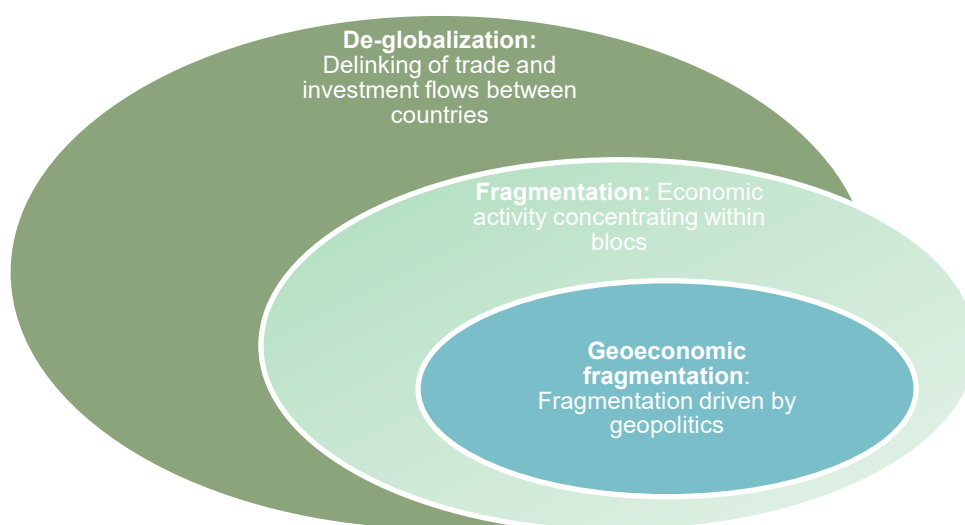 De-globalization:
Delinking of trade and
investment flows between
countries
Fragmentation: Economic
activity concentrating within
blocs
Geoeconomic
fragmentation:
Fragmentation driven by
geopolitics